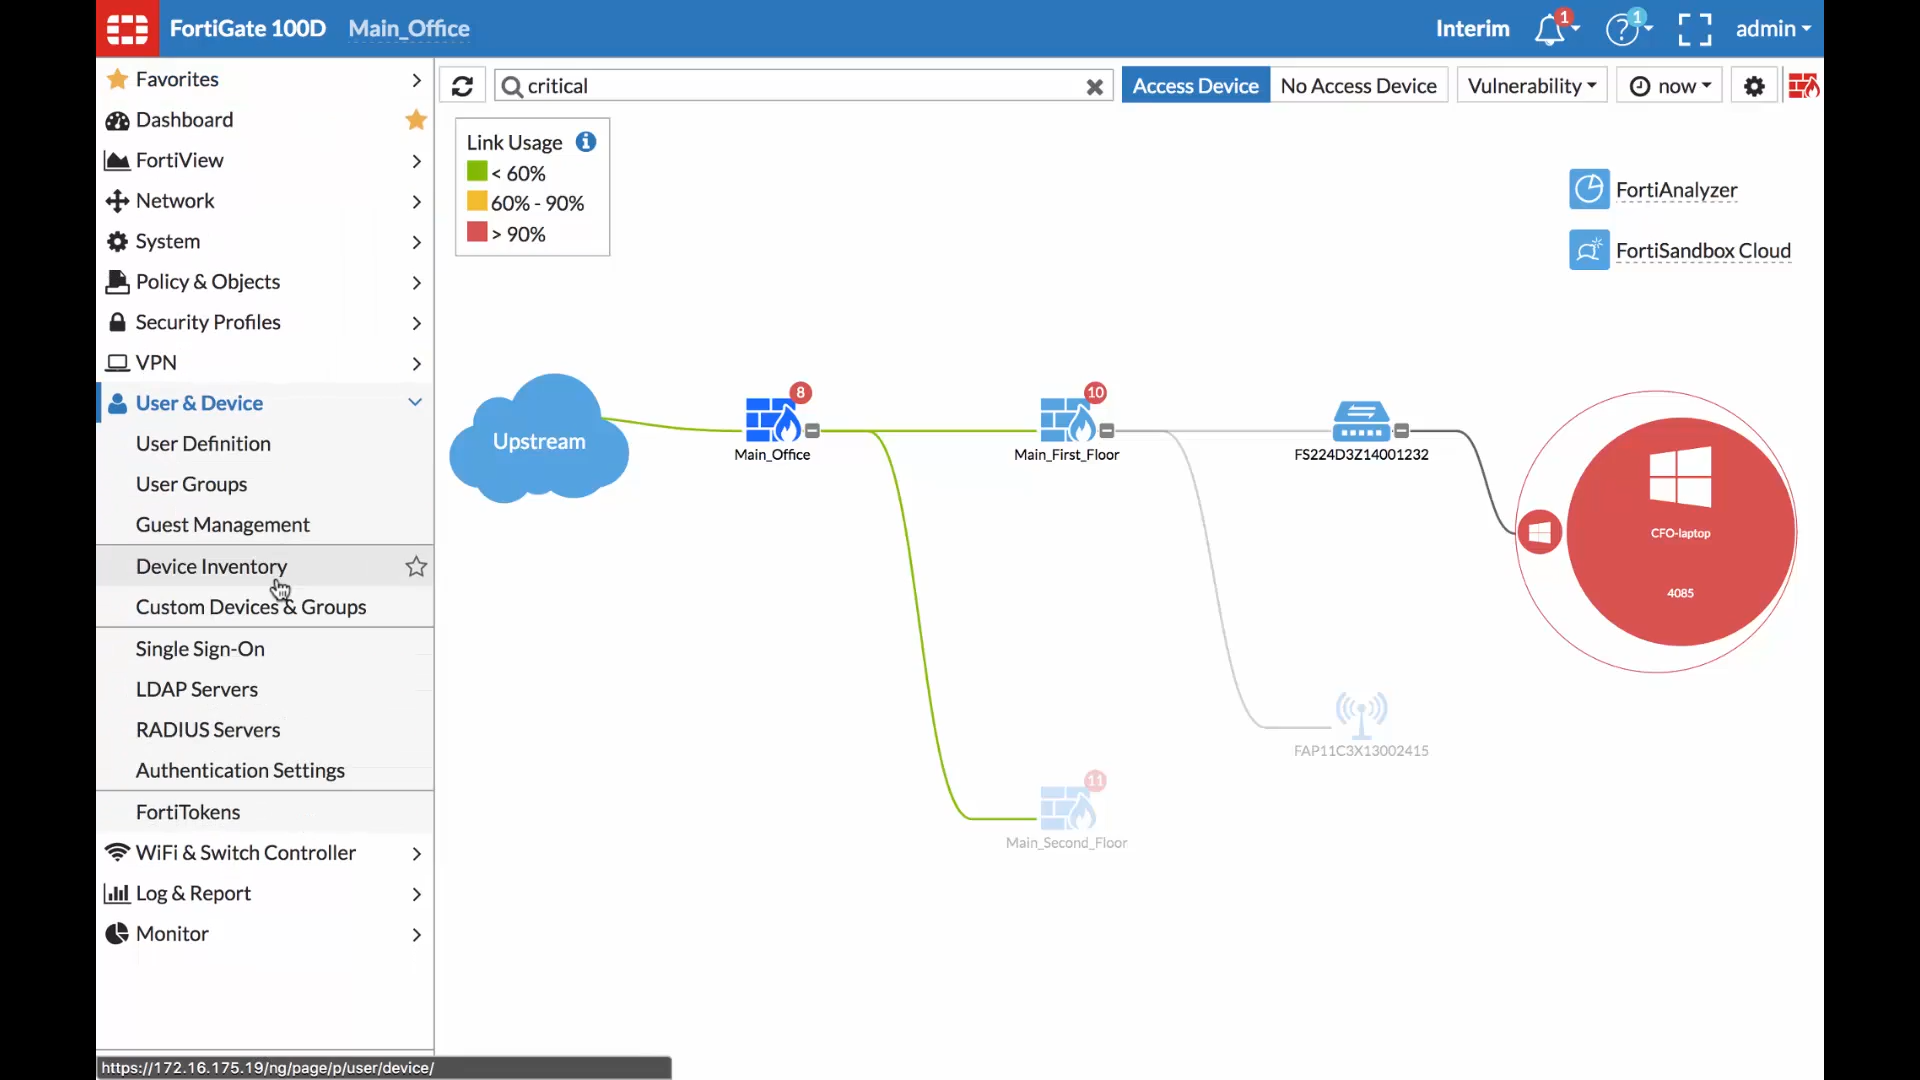 FortiGate 100D
Main_Office
Interim
1
?
1
admin
Favorites
Dashboard
FortiView
Network
System
Policy & Objects
Security Profiles
VPN
User & Device
User Definition
User Groups
Guest Management
Device Inventory
Custom Devices & Groups
Single Sign-On
LDAP Servers
RADIUS Servers
Authentication Settings
FortiTokens
WiFi & Switch Controller
Log & Report
Monitor
https://172.16.175.19/ng/page/p/user/device/
critical
Access Device
No Access Device
Vulnerability
now
Link Usage
< 60%
60% - 90%
> 90%
FortiAnalyzer
FortiSandbox Cloud
Upstream
8
Main_Office
10
Main_First_Floor
FS224D3Z14001232
CFO-laptop
4085
FAP11C3X13002415
11
Main_Second_Floor